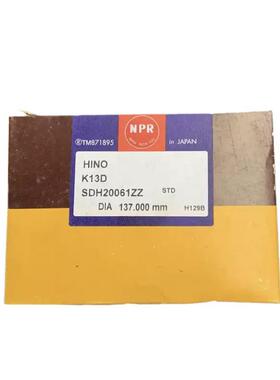 NPR
®TM871895
in JAPAN
HINO
K13D
SDH20061ZZ STD
DIA 137.000 mm H129B